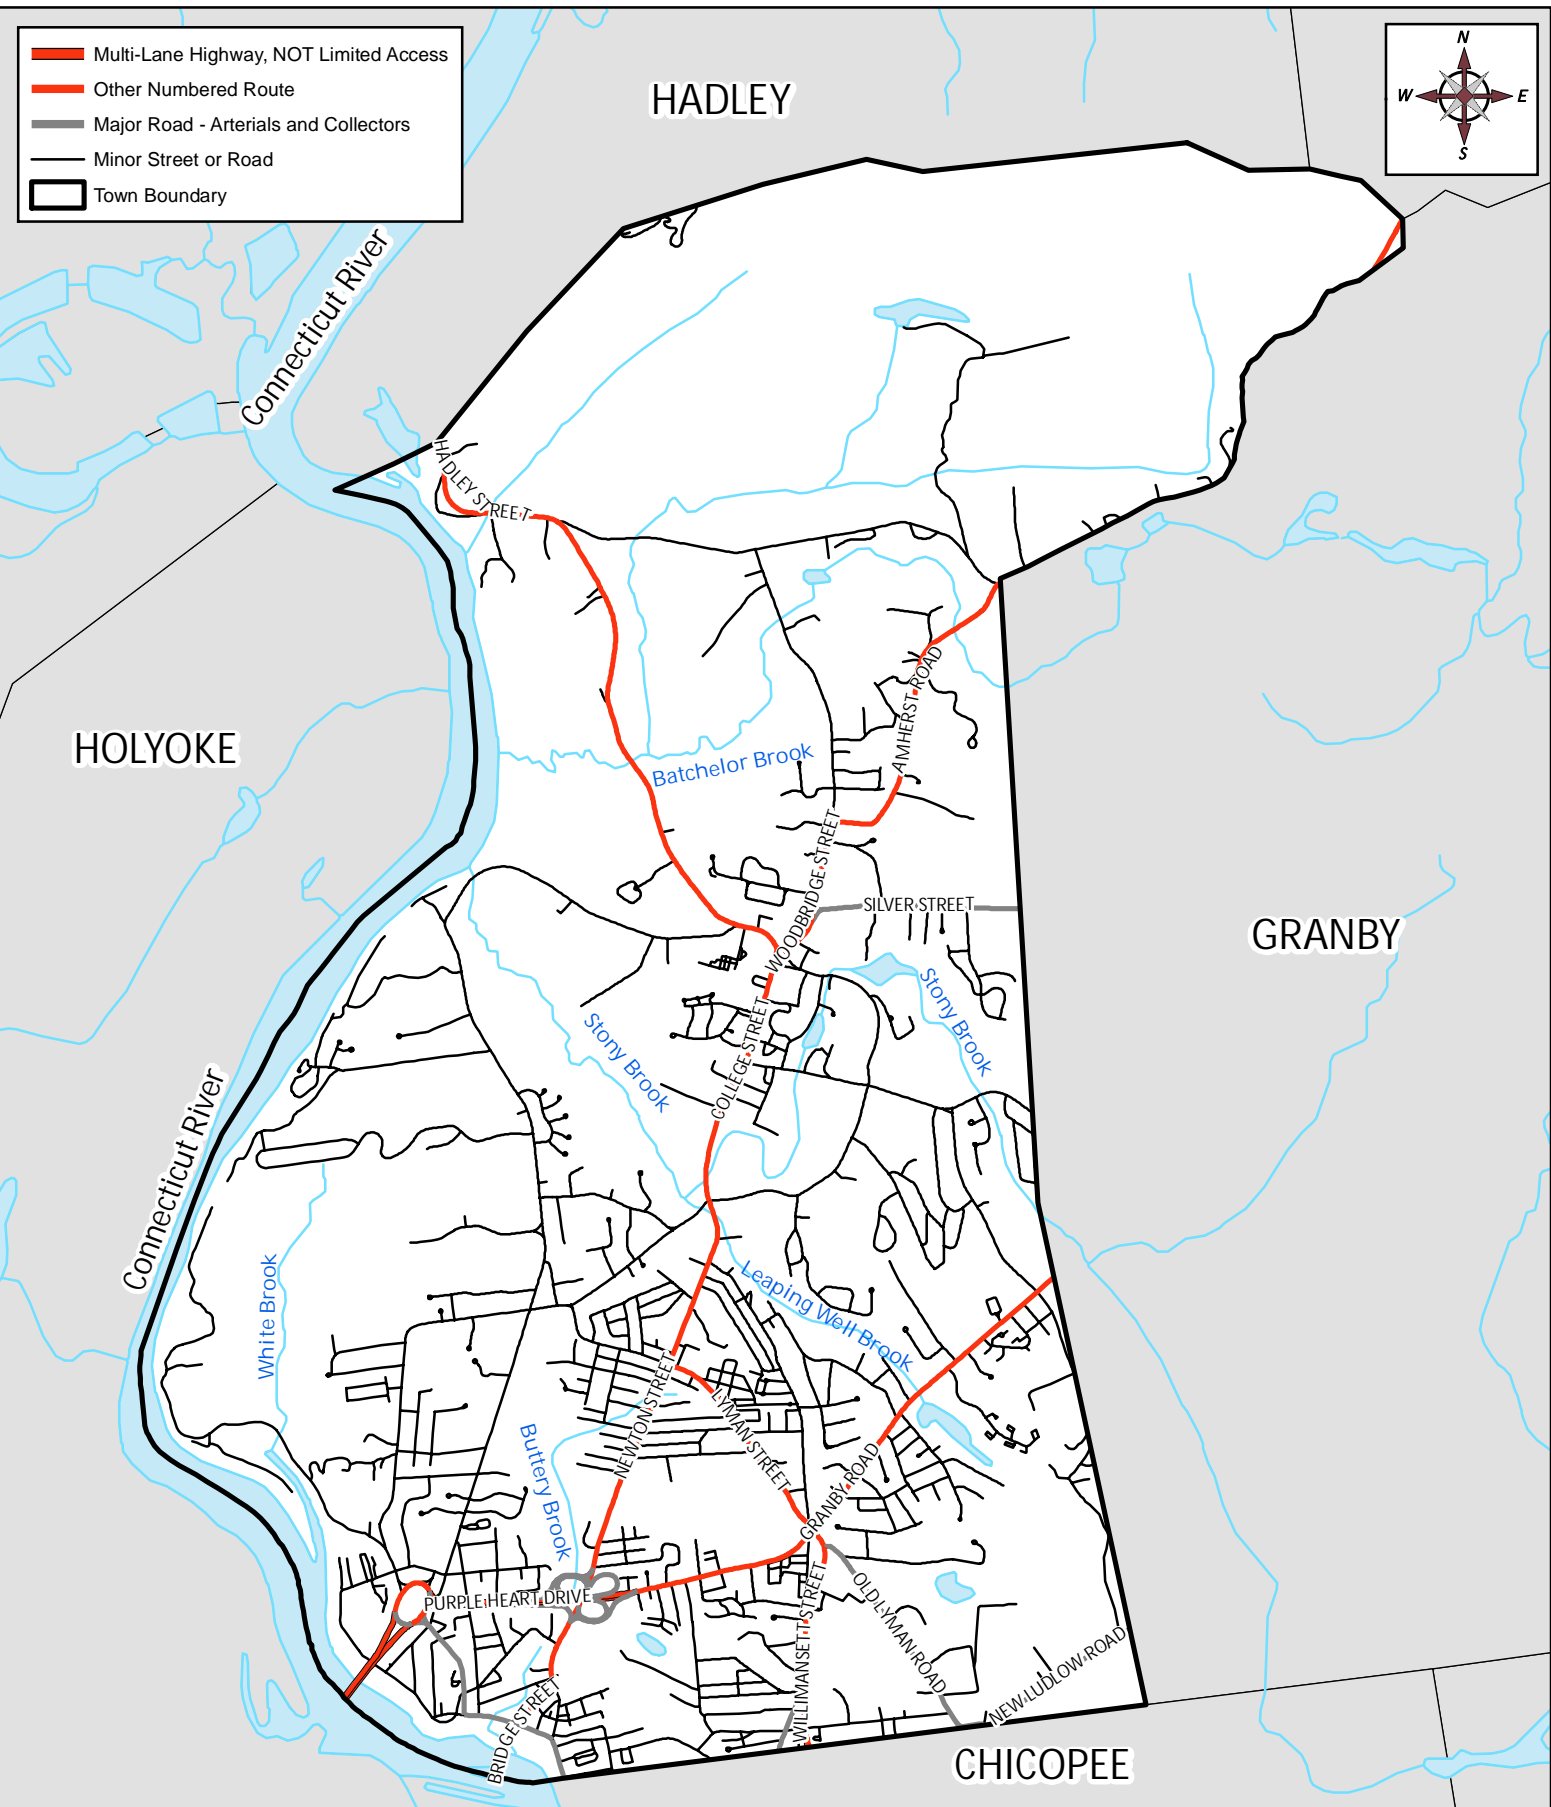 Multi-Lane Highway, NOT Limited Access
Other Numbered Route
Major Road - Arterials and Collectors
Minor Street or Road
Town Boundary
N
W
E
S
HADLEY
Connecticut River
HADLEY STREET
HOLYOKE
Batchelor Brook
AMHERST ROAD
WOODBRIDGE STREET
SILVER STREET
GRANBY
Stony Brook
Stony Brook
COLLEGE STREET
Connecticut River
White Brook
Leaping Well Brook
NEWTON STREET
LYMAN STREET
Buttery Brook
GRANBY ROAD
PURPLE HEART DRIVE
WILLIMANSETT STREET
OLD LYMAN ROAD
NEW LUDLOW ROAD
BRIDGE STREET
CHICOPEE